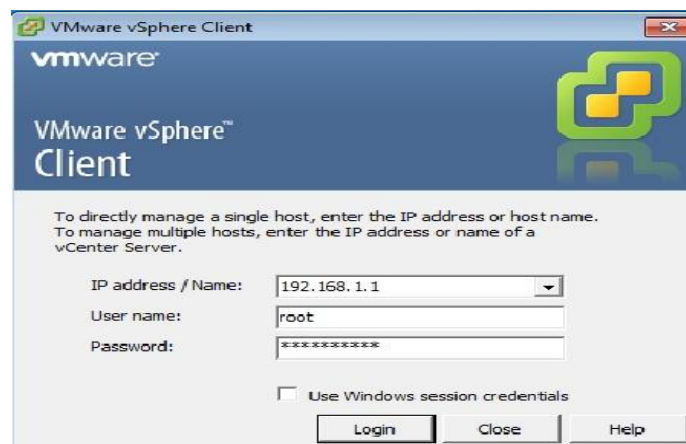 VMware vSphere Client
vmware
VMware vSphere™
Client
To directly manage a single host, enter the IP address or host name.
To manage multiple hosts, enter the IP address or name of a
vCenter Server.
IP address / Name: 192.168.1.1
User name: root
Password: **********
Use Windows session credentials
Login Close Help